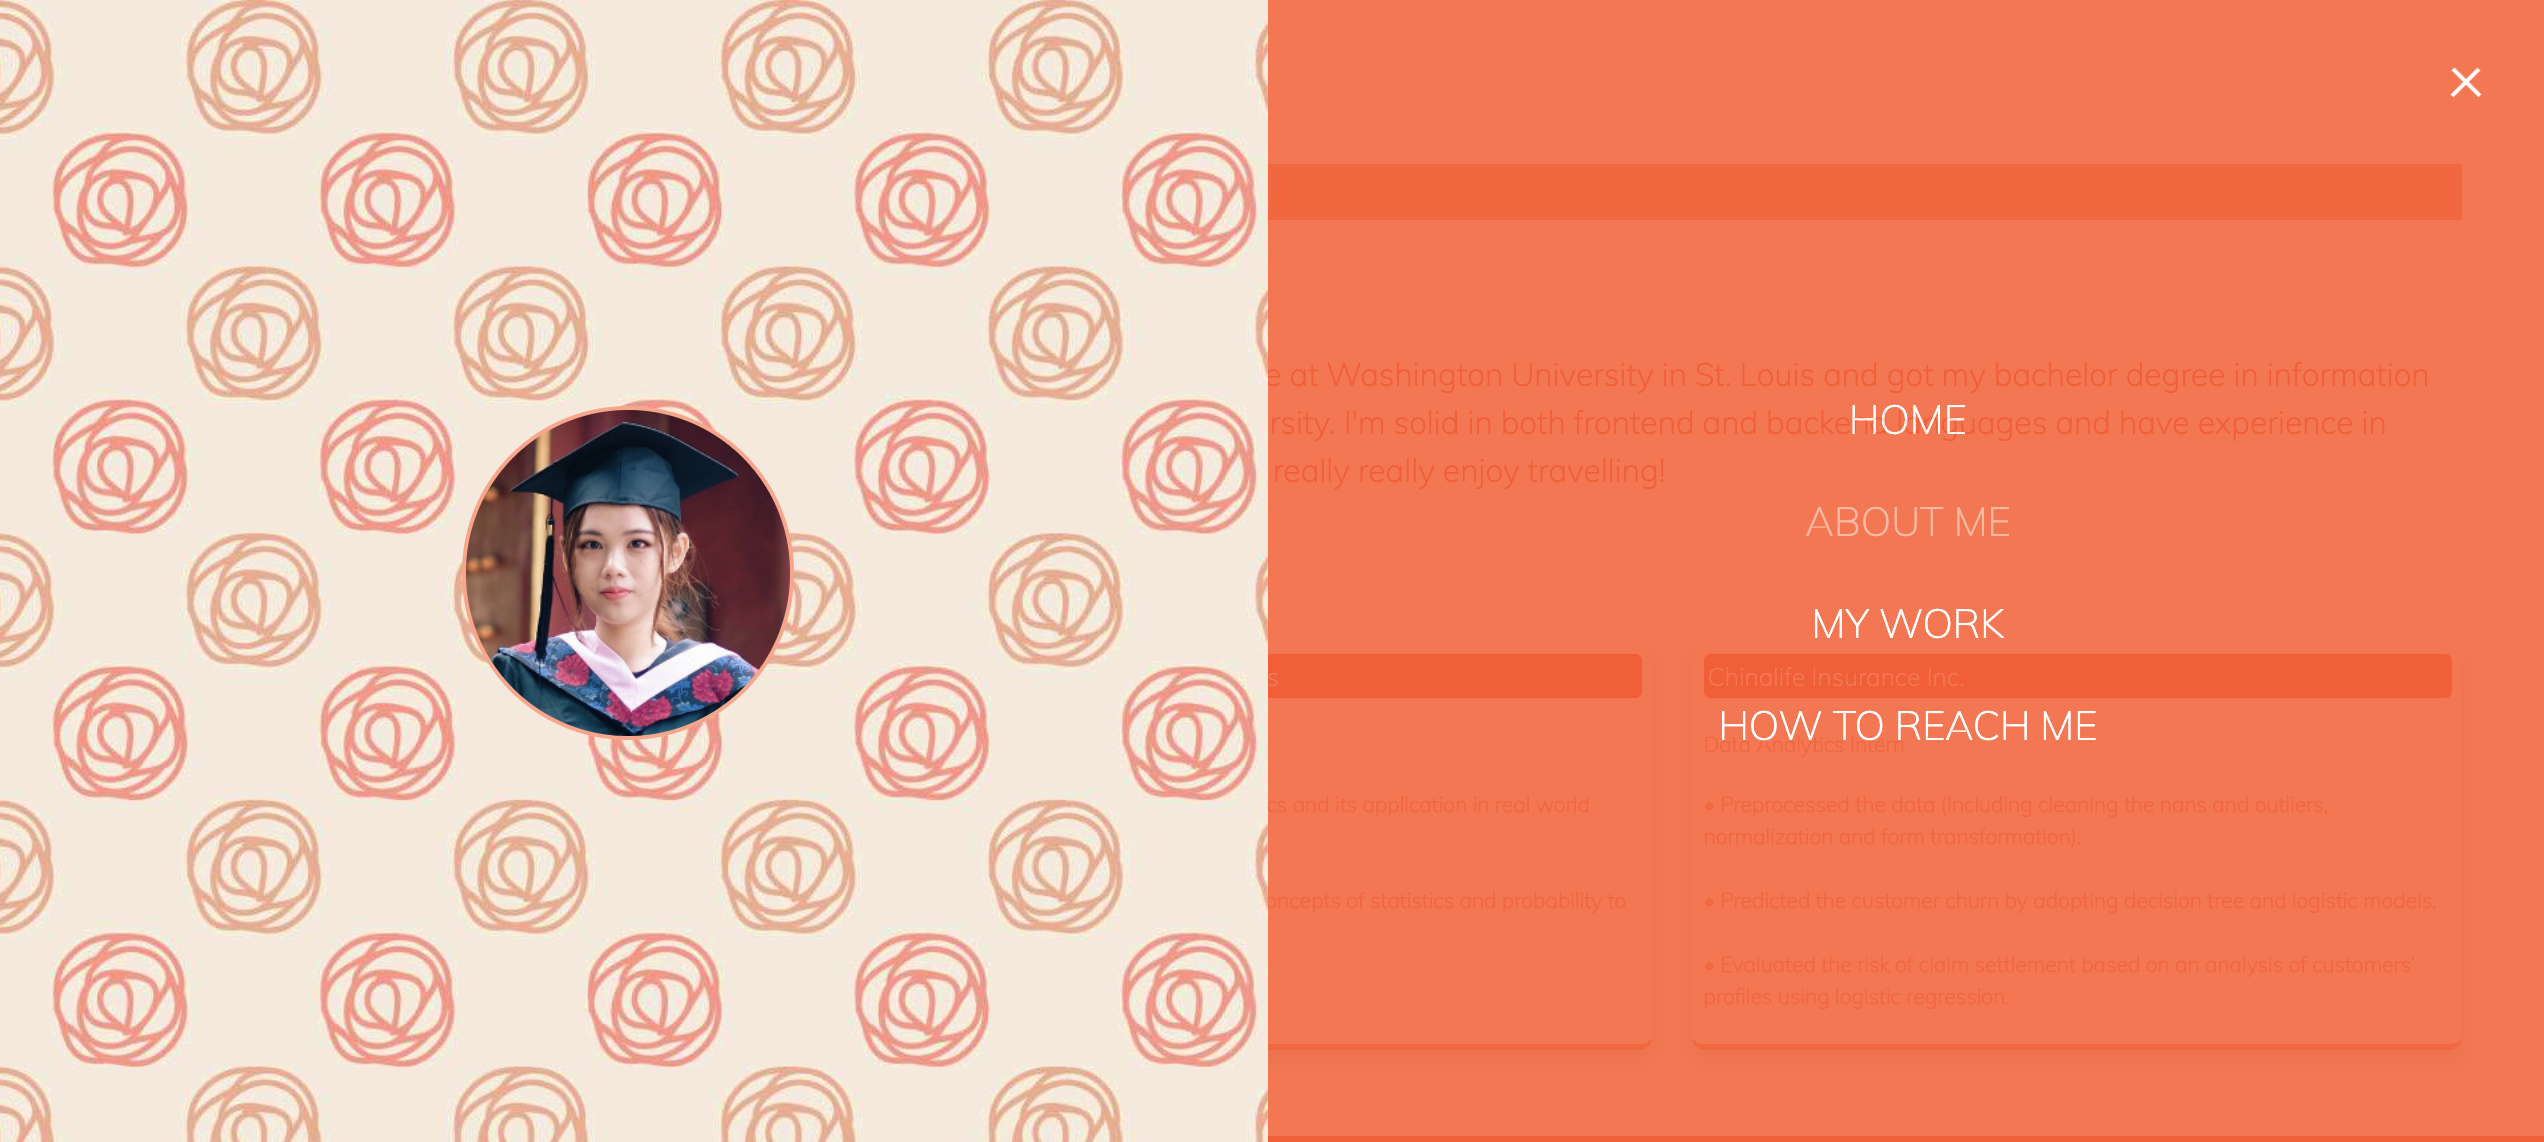 e at Washington University in St. Louis and got my bachelor degree in information
rsity. I'm solid in both frontend and backe uages and have experience in
HOME
really really enjoy travelling!
ABOUT ME
MY WORK
s
Chinalife Insurance Inc.
HOW TO REACH ME
Data Analytics Intern
cs and its application in real world
• Preprocessed the data (including cleaning the nans and outliers,
normalization and form transformation).
oncepts of statistics and probability to
• Predicted the customer churn by adopting decision tree and logistic models.
• Evaluated the risk of claim settlement based on an analysis of customers'
profiles using logistic regression.